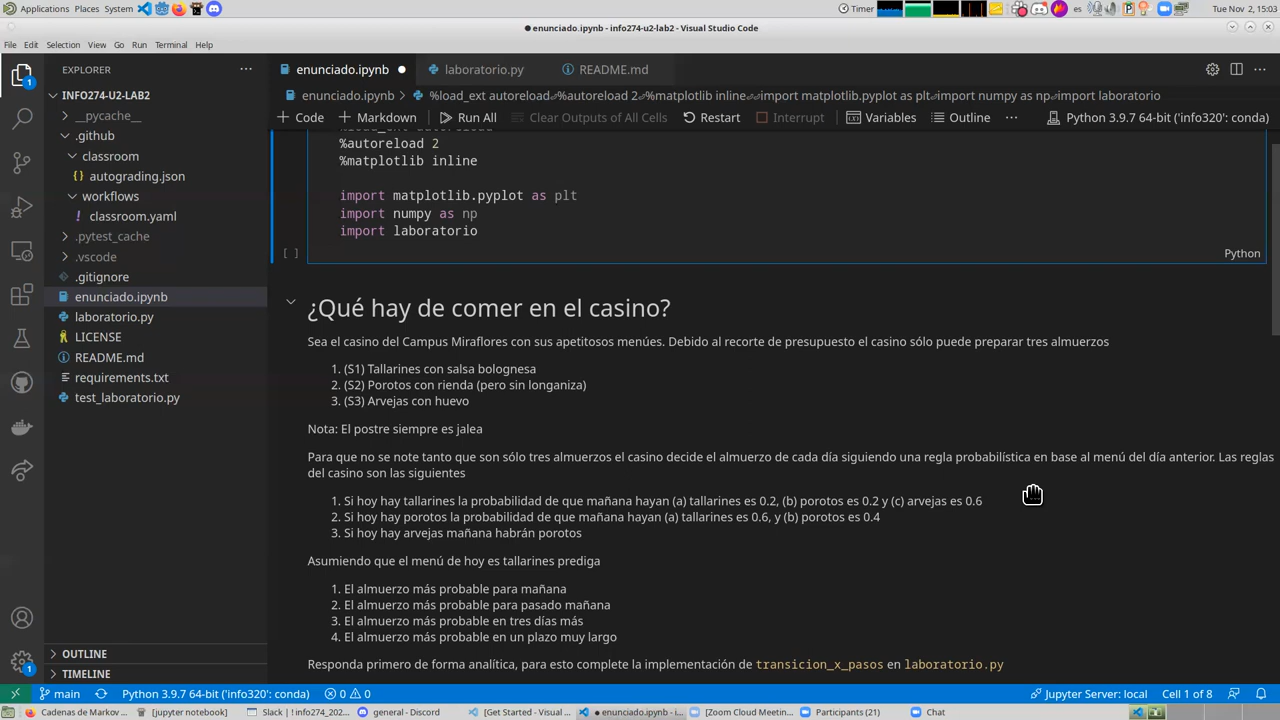 Applications Places System
Timer
es
Tue Nov 2, 15:03
● enunciado.ipynb - info274-u2-lab2 - Visual Studio Code
File Edit Selection View Go Run Terminal Help
EXPLORER ···
enunciado.ipynb ● laboratorio.py README.md
INFO274-U2-LAB2
enunciado.ipynb > %load_ext autoreload↵%autoreload 2↵%matplotlib inline↵import matplotlib.pyplot as plt↵import numpy as np↵import laboratorio
+ Code + Markdown Run All Clear Outputs of All Cells Restart Interrupt Variables Outline ··· Python 3.9.7 64-bit ('info320': conda)
__pycache__
.github
classroom
autograding.json
workflows
classroom.yaml
.pytest_cache
.vscode
.gitignore
enunciado.ipynb
laboratorio.py
LICENSE
README.md
requirements.txt
test_laboratorio.py
OUTLINE
TIMELINE
1
1
%load_ext autoreload
%autoreload 2
%matplotlib inline
import matplotlib.pyplot as plt
import numpy as np
import laboratorio
[ ]
Python
¿Qué hay de comer en el casino?
Sea el casino del Campus Miraflores con sus apetitosos menúes. Debido al recorte de presupuesto el casino sólo puede preparar tres almuerzos
1. (S1) Tallarines con salsa bolognesa
2. (S2) Porotos con rienda (pero sin longaniza)
3. (S3) Arvejas con huevo
Nota: El postre siempre es jalea
Para que no se note tanto que son sólo tres almuerzos el casino decide el almuerzo de cada día siguiendo una regla probabilística en base al menú del día anterior. Las reglas
del casino son las siguientes
1. Si hoy hay tallarines la probabilidad de que mañana hayan (a) tallarines es 0.2, (b) porotos es 0.2 y (c) arvejas es 0.6
2. Si hoy hay porotos la probabilidad de que mañana hayan (a) tallarines es 0.6, y (b) porotos es 0.4
3. Si hoy hay arvejas mañana habrán porotos
Asumiendo que el menú de hoy es tallarines prediga
1. El almuerzo más probable para mañana
2. El almuerzo más probable para pasado mañana
3. El almuerzo más probable en tres días más
4. El almuerzo más probable en un plazo muy largo
Responda primero de forma analítica, para esto complete la implementación de transicion_x_pasos en laboratorio.py
main Python 3.9.7 64-bit ('info320': conda) 0 0 Jupyter Server: local Cell 1 of 8
Cadenas de Markov ... [jupyter notebook] Slack | ! info274_202... general - Discord [Get Started - Visual ... ● enunciado.ipynb - i... [Zoom Cloud Meetin... Participants (21) Chat